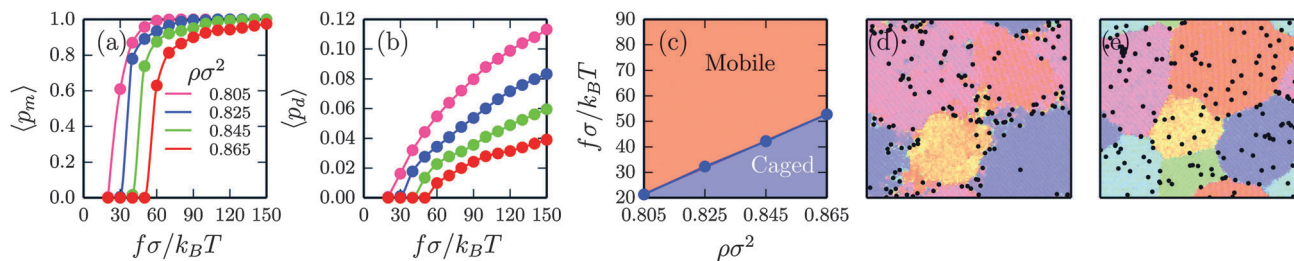 (a)
⟨p_m⟩
1.0
0.8
0.6
0.4
0.2
0.0
ρσ²
0.805
0.825
0.845
0.865
0 30 60 90 120 150
fσ/k_BT
(b)
⟨p_d⟩
0.12
0.10
0.08
0.06
0.04
0.02
0.00
0 30 60 90 120 150
fσ/k_BT
(c)
fσ/k_BT
90
80
70
60
50
40
30
20
Mobile
Caged
0.805 0.825 0.845 0.865
ρσ²
(d)
(e)